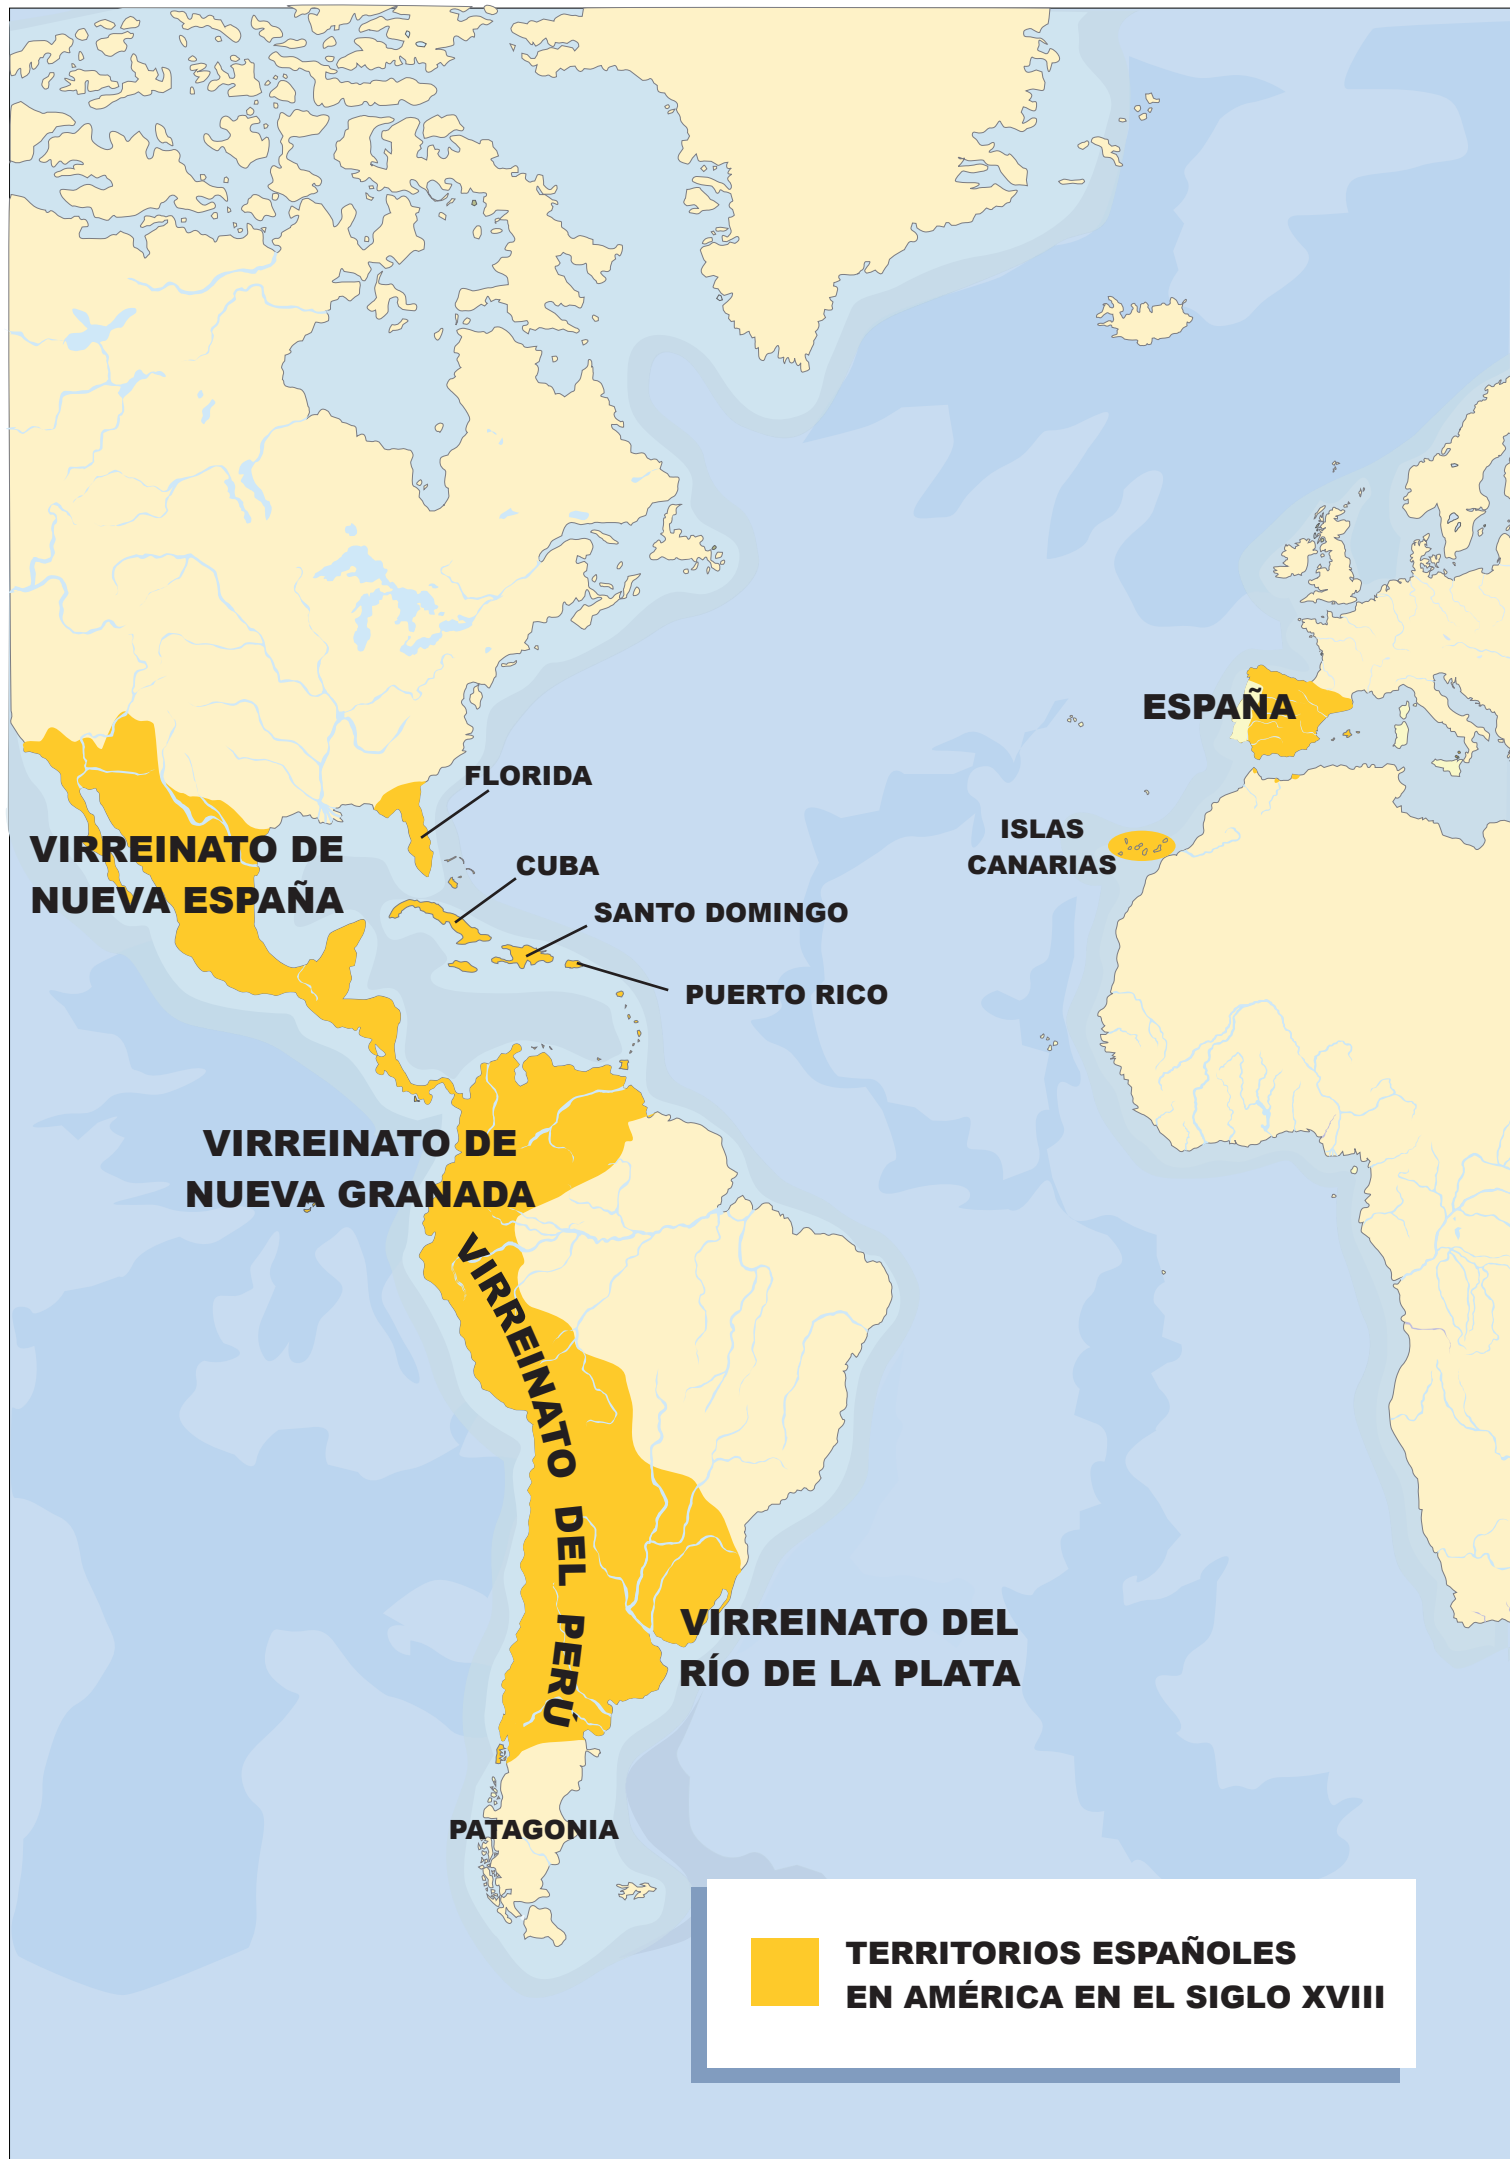 ESPAÑA
FLORIDA
ISLAS
CANARIAS
VIRREINATO DE
NUEVA ESPAÑA
CUBA
SANTO DOMINGO
PUERTO RICO
VIRREINATO DE
NUEVA GRANADA
VIRREINATO DEL PERÚ
VIRREINATO DEL
RÍO DE LA PLATA
PATAGONIA
TERRITORIOS ESPAÑOLES
EN AMÉRICA EN EL SIGLO XVIII